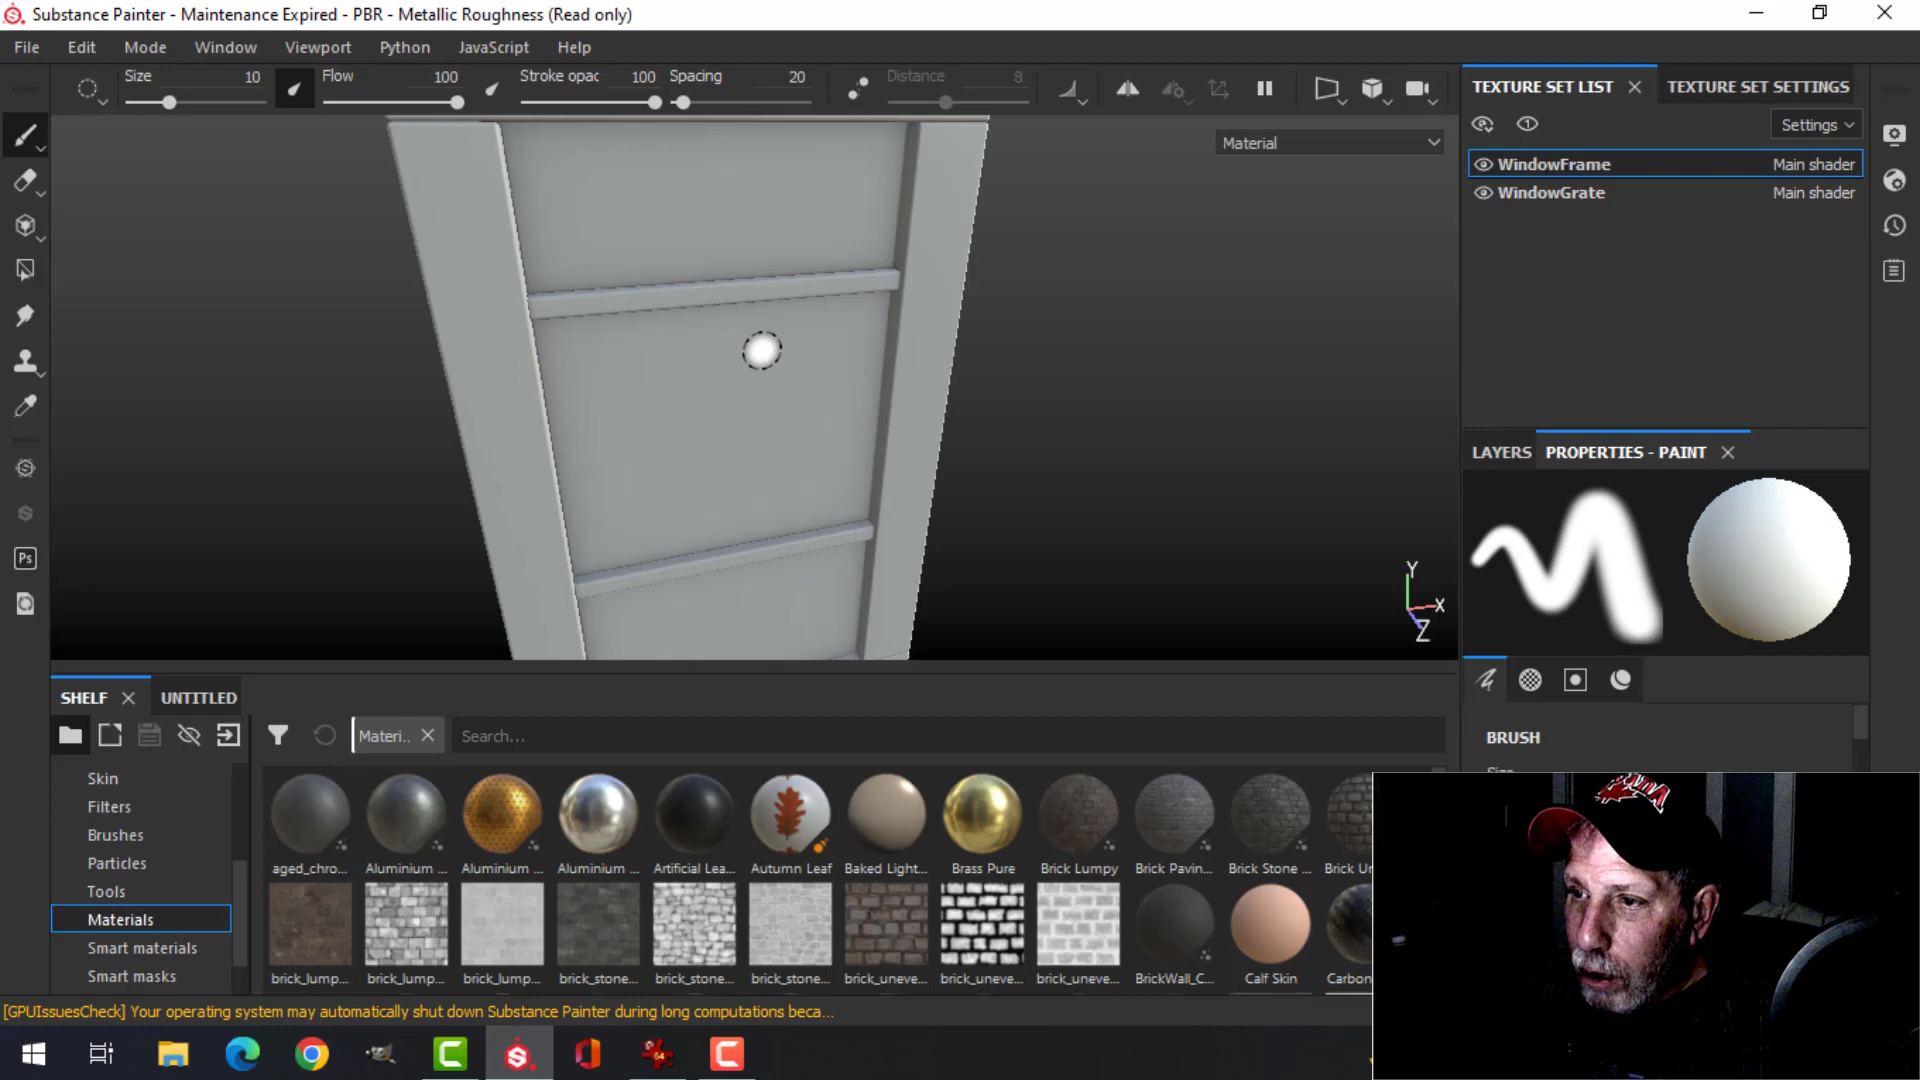 Substance Painter - Maintenance Expired - PBR - Metallic Roughness (Read only)
File Edit Mode Window Viewport Python JavaScript Help
Size 10 Flow 100 Stroke opac 100 Spacing 20 Distance 8
TEXTURE SET LIST TEXTURE SET SETTINGS
Settings
Material
WindowFrame Main shader
WindowGrate Main shader
LAYERS PROPERTIES - PAINT
Ps
Y
X
Z
SHELF UNTITLED
Materi.. Search...
BRUSH
Skin
Filters
Brushes
Particles
Tools
Materials
Smart materials
Smart masks
aged_chro... Aluminium ... Aluminium ... Aluminium ... Artificial Lea... Autumn Leaf Baked Light... Brass Pure Brick Lumpy Brick Pavin... Brick Stone ... Brick Ur
brick_lump... brick_lump... brick_lump... brick_stone... brick_stone... brick_stone... brick_uneve... brick_uneve... brick_uneve... BrickWall_C... Calf Skin Carbon
[GPUIssuesCheck] Your operating system may automatically shut down Substance Painter during long computations beca...